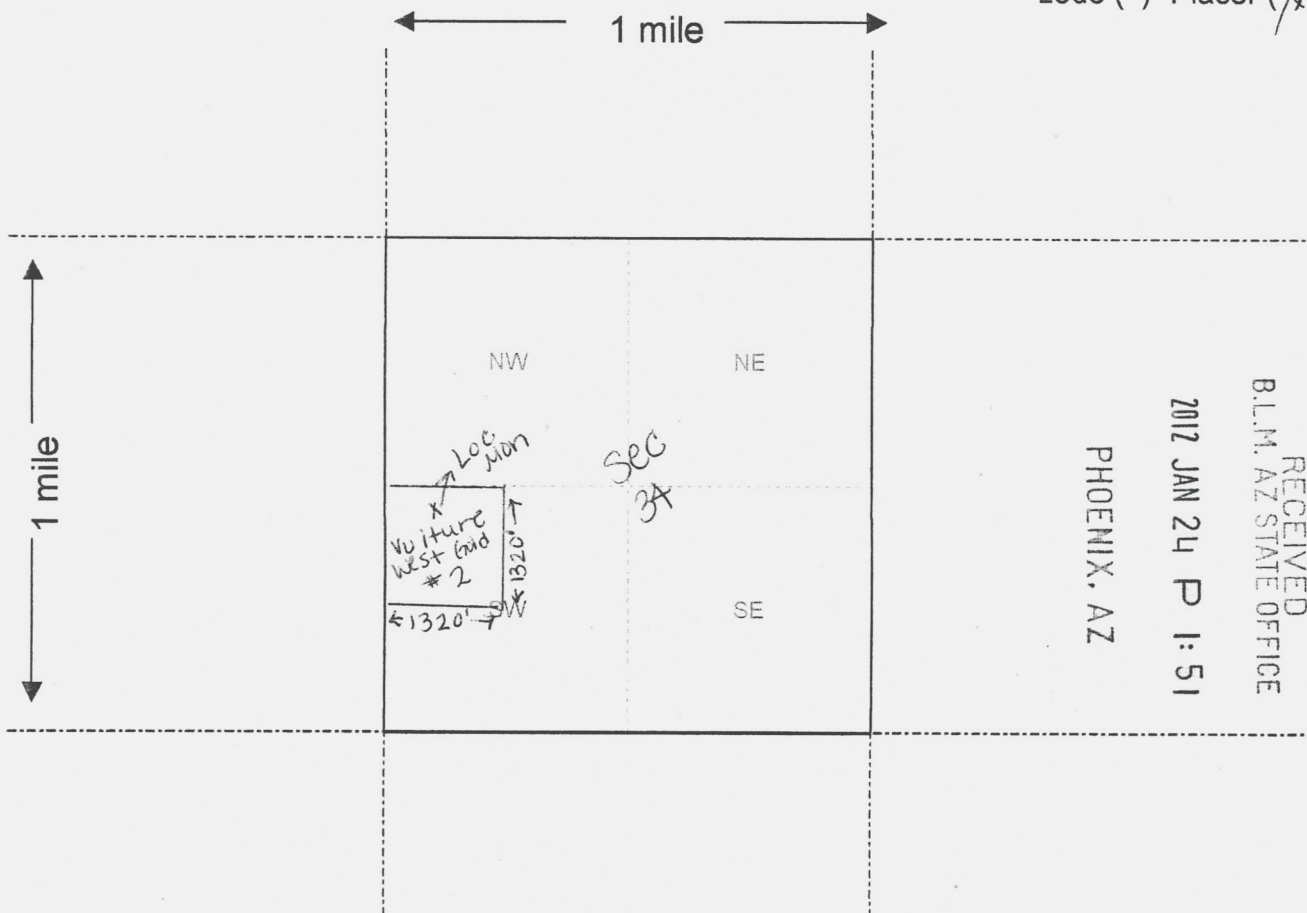 Lode ( ) Placer (X
1 mile
1 mile
NW
NE
LOC
Mon
Sec
34
X
Vulture
West Gold
# 2
1320'
1320'
SW
SE
RECEIVED
B.L.M. AZ STATE OFFICE
2012 JAN 24 P 1:51
PHOENIX, AZ